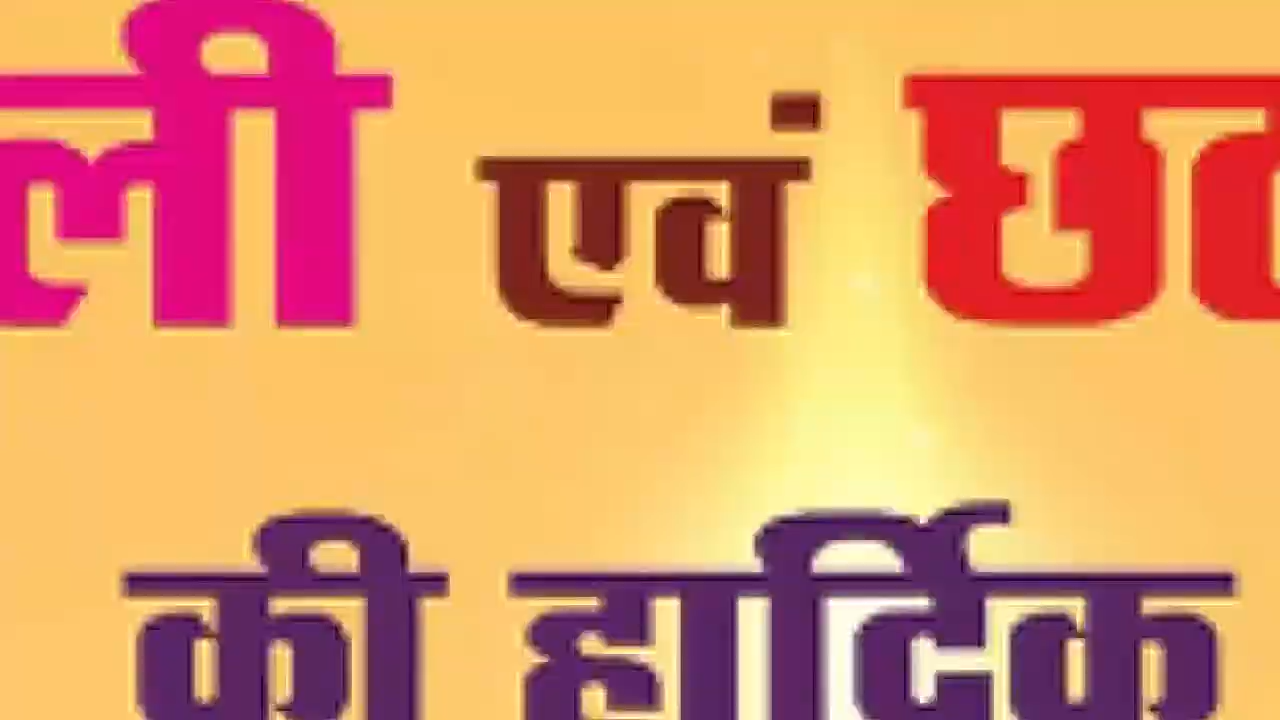 ली एवं छ
की हार्दिक